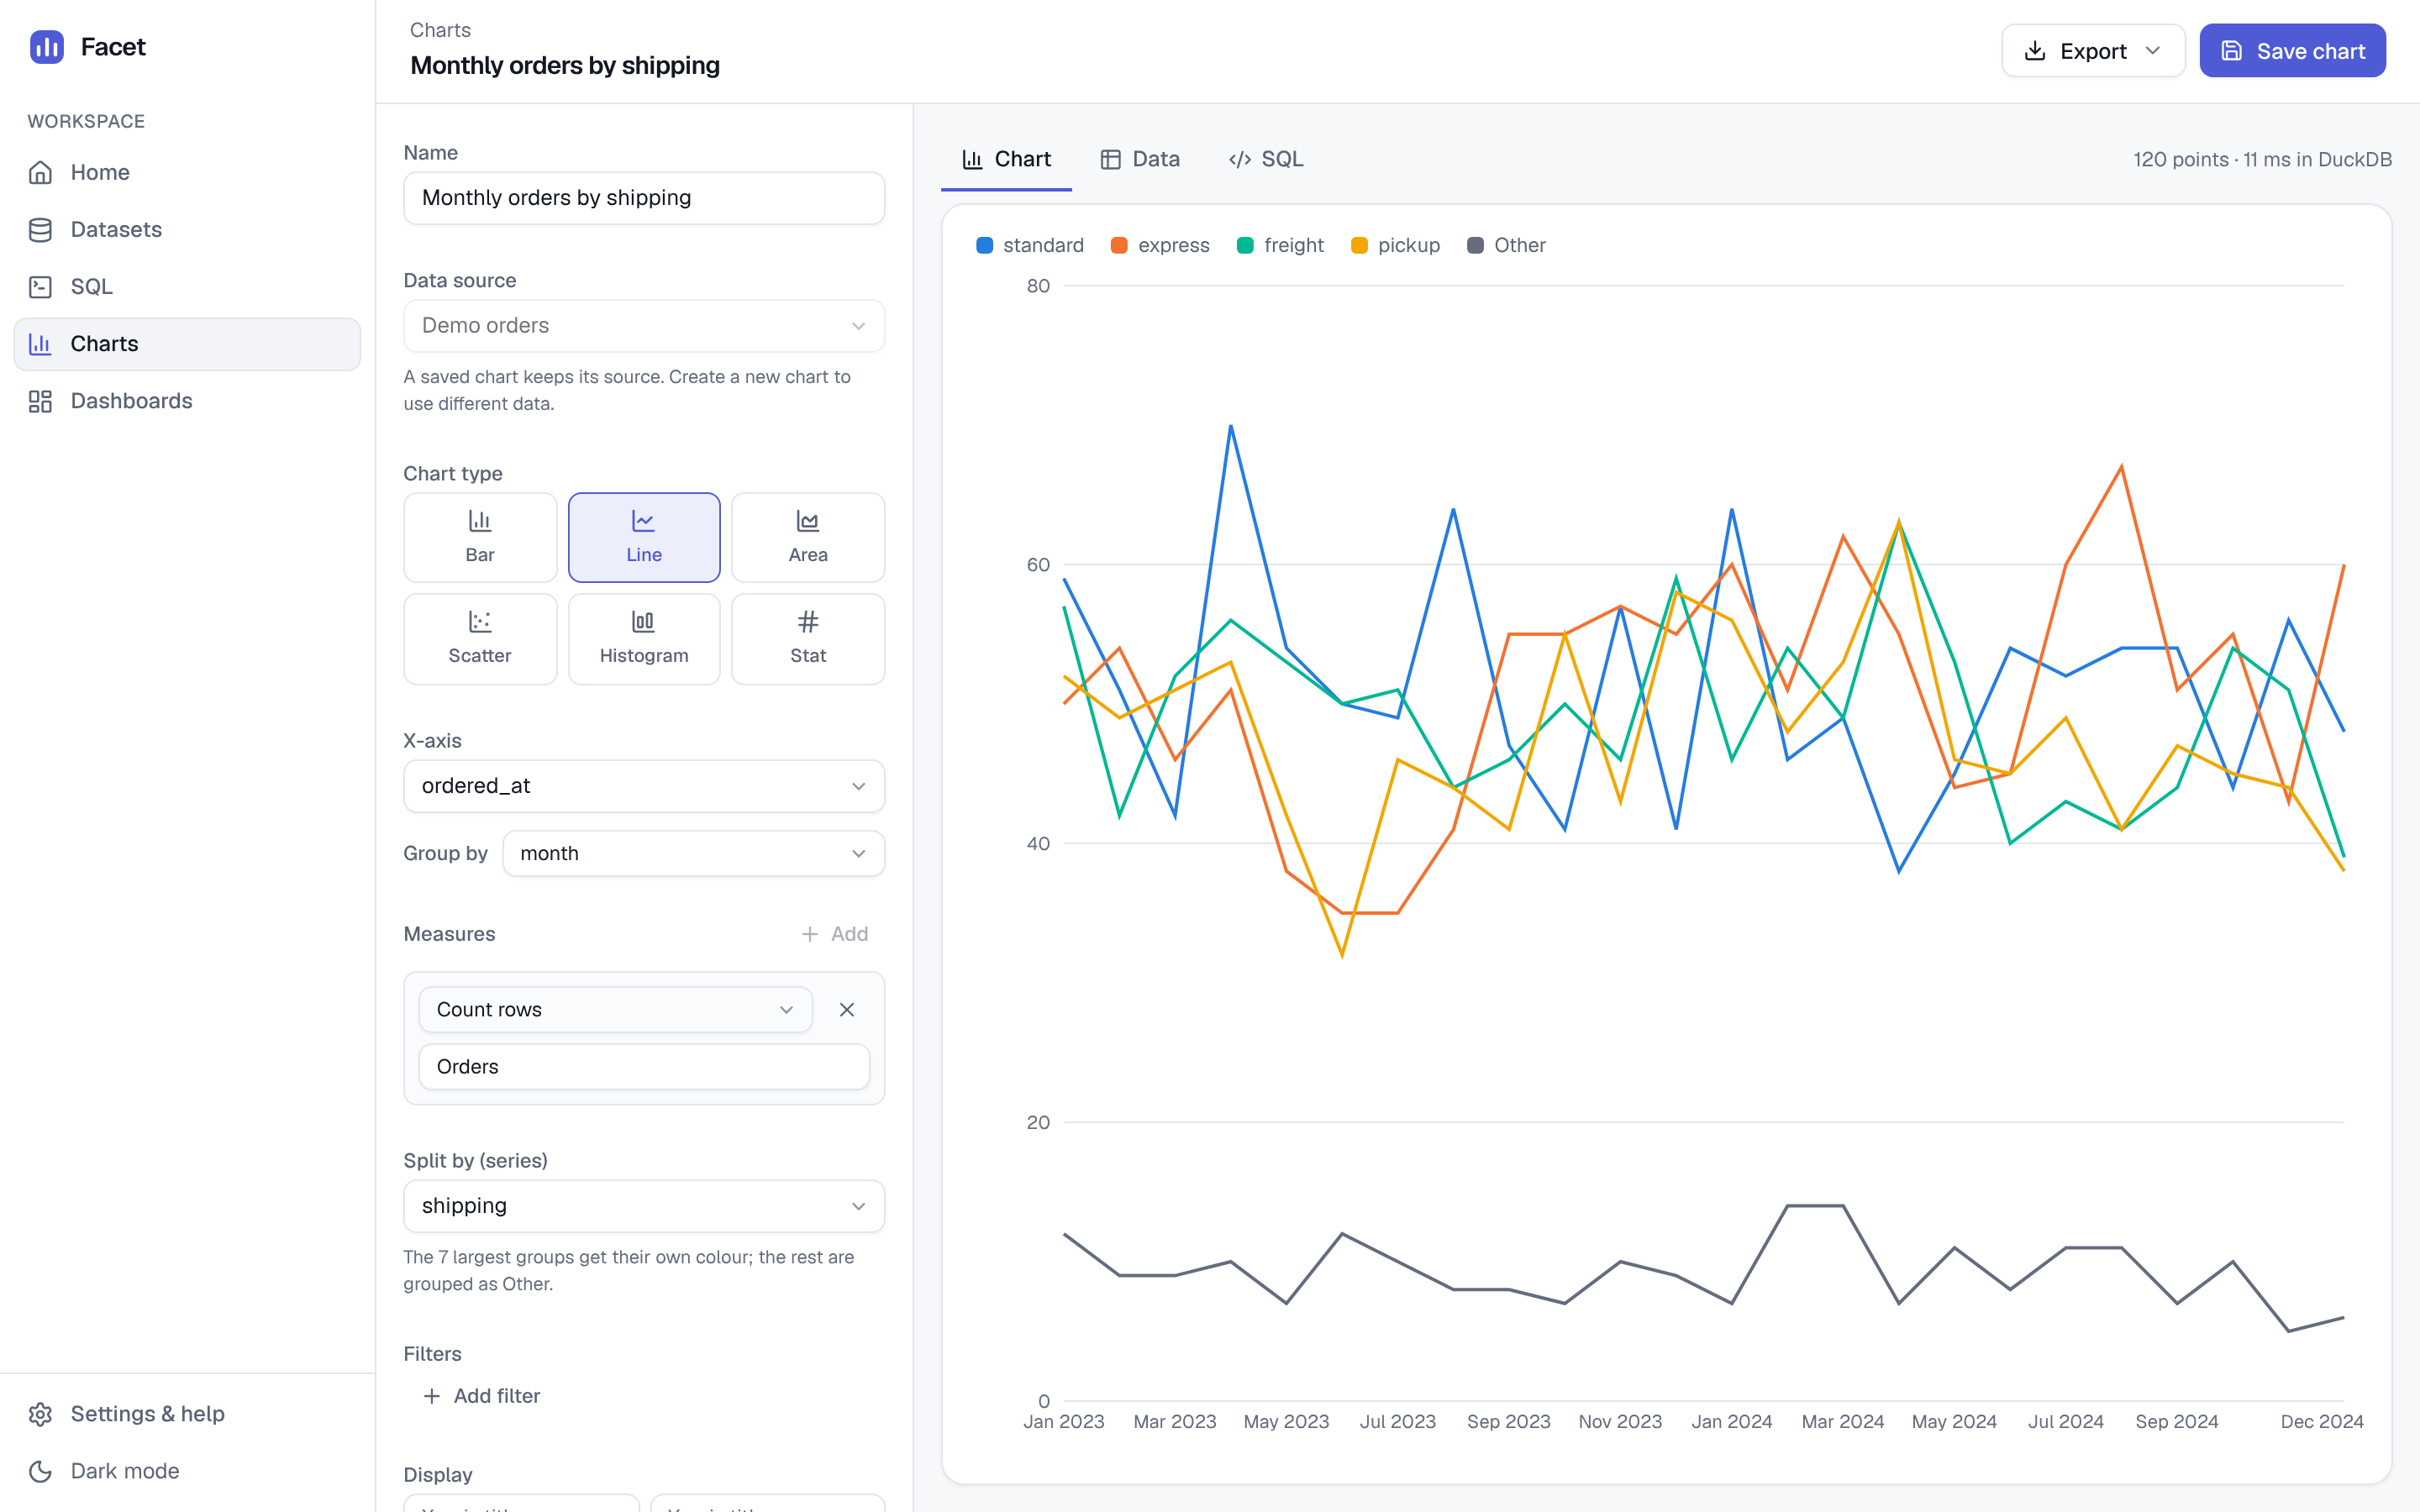 Facet
WORKSPACE
Home
Datasets
SQL
Charts
Dashboards
Settings & help
Dark mode
Charts
Monthly orders by shipping
Export
Save chart
Name
Monthly orders by shipping
Data source
Demo orders
A saved chart keeps its source. Create a new chart to
use different data.
Chart type
Bar
Line
Area
Scatter
Histogram
Stat
X-axis
ordered_at
Group by
month
Measures
Add
Count rows
Orders
Split by (series)
shipping
The 7 largest groups get their own colour; the rest are
grouped as Other.
Filters
Add filter
Display
Chart
Data
SQL
120 points · 11 ms in DuckDB
standard
express
freight
pickup
Other
80
60
40
20
0
Jan 2023
Mar 2023
May 2023
Jul 2023
Sep 2023
Nov 2023
Jan 2024
Mar 2024
May 2024
Jul 2024
Sep 2024
Dec 2024